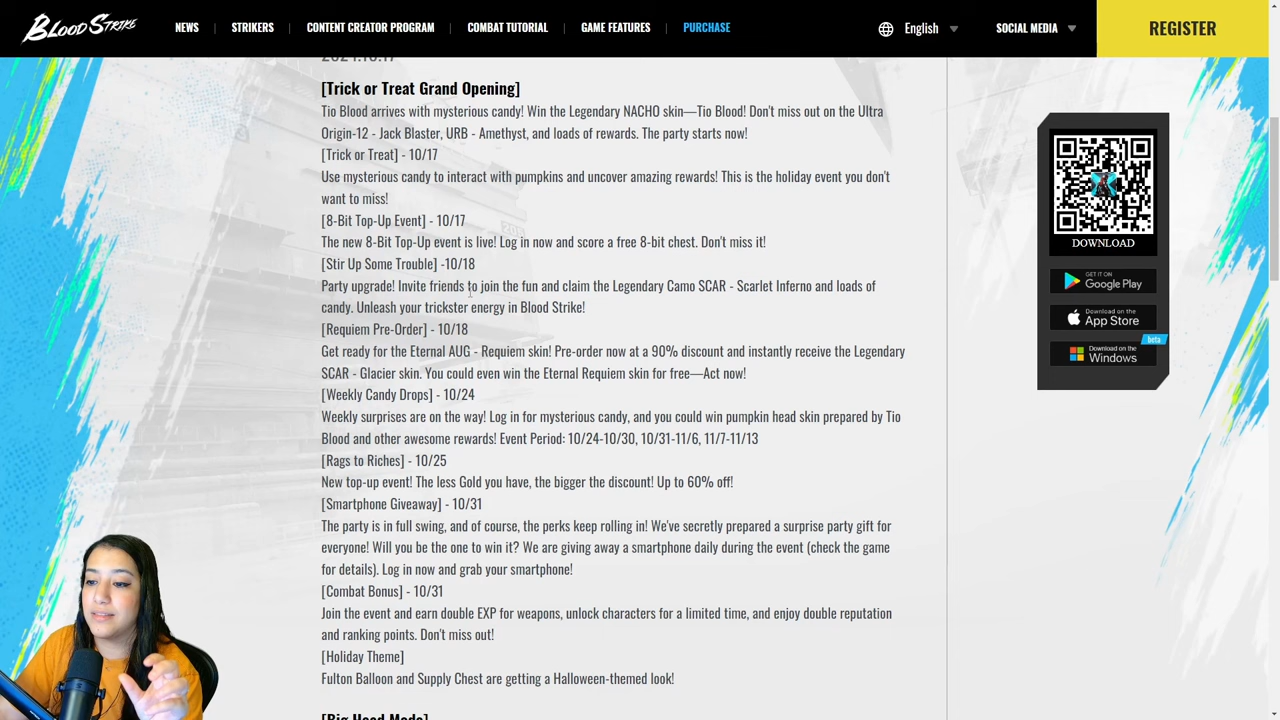 BLOOD STRIKE
NEWS
STRIKERS
CONTENT CREATOR PROGRAM
COMBAT TUTORIAL
GAME FEATURES
PURCHASE
English
SOCIAL MEDIA
REGISTER
2024.10.17
[Trick or Treat Grand Opening]
Tio Blood arrives with mysterious candy! Win the Legendary NACHO skin—Tio Blood! Don't miss out on the Ultra
Origin-12 - Jack Blaster, URB - Amethyst, and loads of rewards. The party starts now!
[Trick or Treat] - 10/17
Use mysterious candy to interact with pumpkins and uncover amazing rewards! This is the holiday event you don't
want to miss!
[8-Bit Top-Up Event] - 10/17
The new 8-Bit Top-Up event is live! Log in now and score a free 8-bit chest. Don't miss it!
[Stir Up Some Trouble] -10/18
Party upgrade! Invite friends to join the fun and claim the Legendary Camo SCAR - Scarlet Inferno and loads of
candy. Unleash your trickster energy in Blood Strike!
[Requiem Pre-Order] - 10/18
Get ready for the Eternal AUG - Requiem skin! Pre-order now at a 90% discount and instantly receive the Legendary
SCAR - Glacier skin. You could even win the Eternal Requiem skin for free—Act now!
[Weekly Candy Drops] - 10/24
Weekly surprises are on the way! Log in for mysterious candy, and you could win pumpkin head skin prepared by Tio
Blood and other awesome rewards! Event Period: 10/24-10/30, 10/31-11/6, 11/7-11/13
[Rags to Riches] - 10/25
New top-up event! The less Gold you have, the bigger the discount! Up to 60% off!
[Smartphone Giveaway] - 10/31
The party is in full swing, and of course, the perks keep rolling in! We've secretly prepared a surprise party gift for
everyone! Will you be the one to win it? We are giving away a smartphone daily during the event (check the game
for details). Log in now and grab your smartphone!
[Combat Bonus] - 10/31
Join the event and earn double EXP for weapons, unlock characters for a limited time, and enjoy double reputation
and ranking points. Don't miss out!
[Holiday Theme]
Fulton Balloon and Supply Chest are getting a Halloween-themed look!
[Big Head Mode]
DOWNLOAD
GET IT ON
Google Play
Download on the
App Store
beta
Download on the
Windows